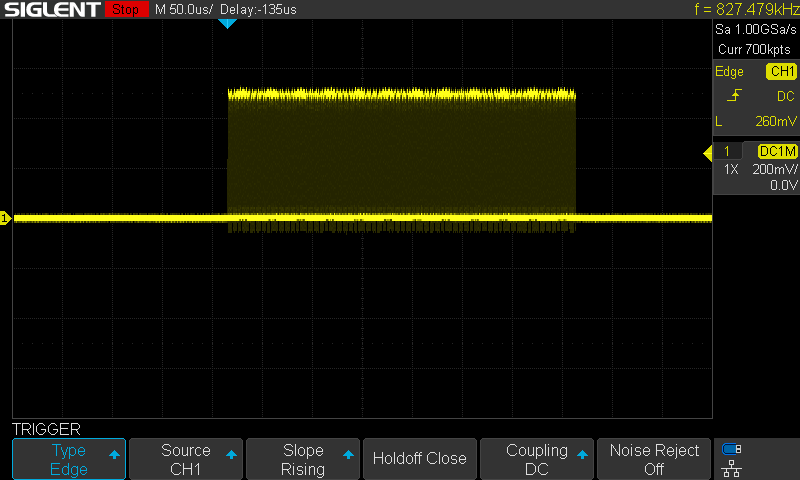 SIGLENT Stop M 50.0us/ Delay:-135us f = 827.479kHz
Sa 1.00GSa/s
Curr 700kpts
Edge CH1
DC
L 260mV
1 DC1M
1X 200mV/
0.0V
1
TRIGGER
Type
Edge
Source
CH1
Slope
Rising
Holdoff Close
Coupling
DC
Noise Reject
Off